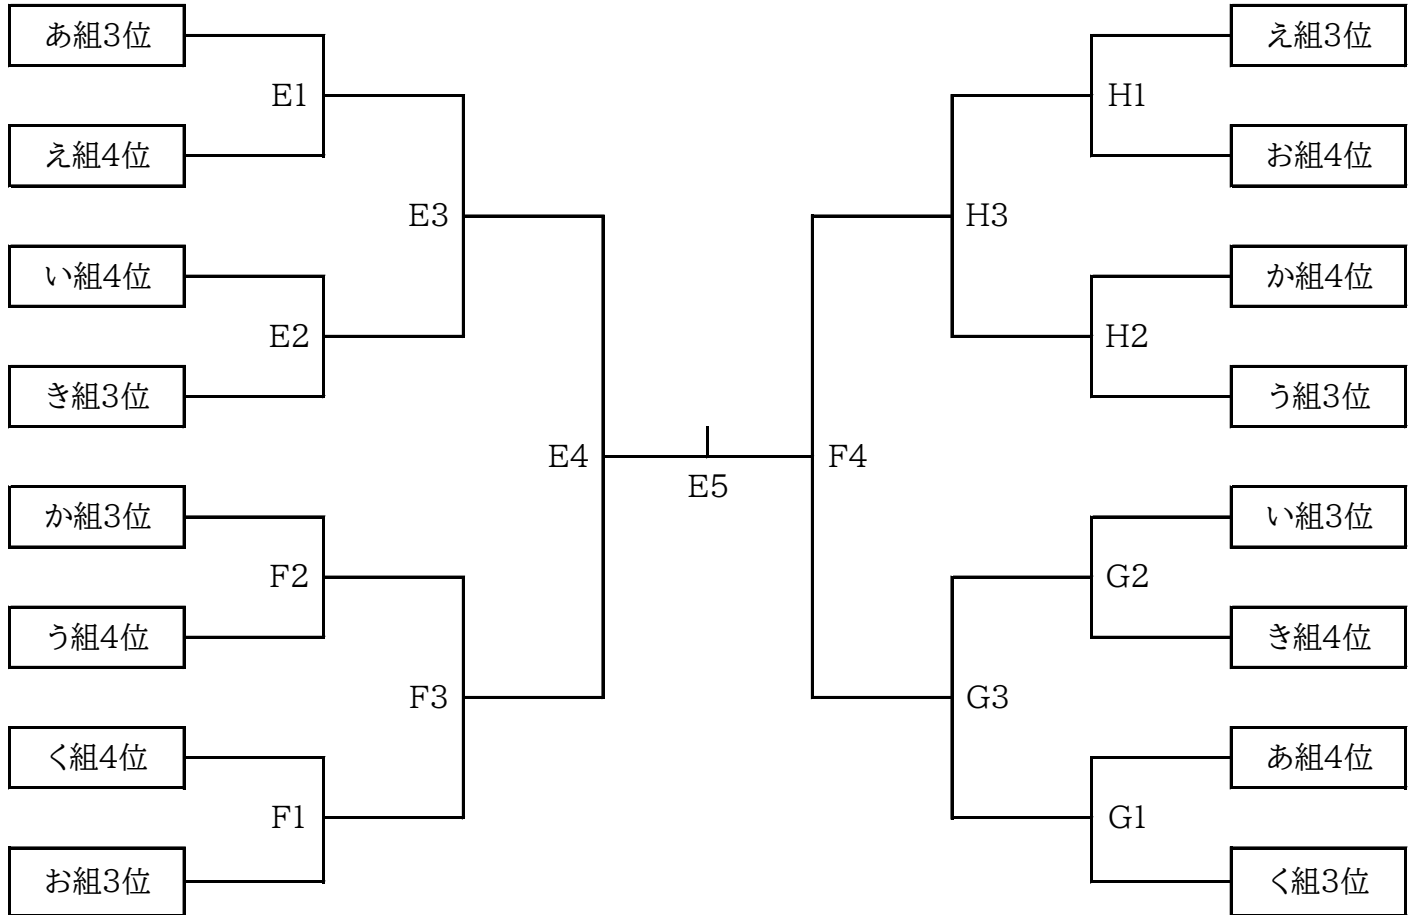 あ組3位
え組3位
E1
H1
え組4位
お組4位
E3
H3
い組4位
か組4位
E2
H2
き組3位
う組3位
E4
F4
E5
か組3位
い組3位
F2
G2
う組4位
き組4位
F3
G3
く組4位
あ組4位
F1
G1
お組3位
く組3位